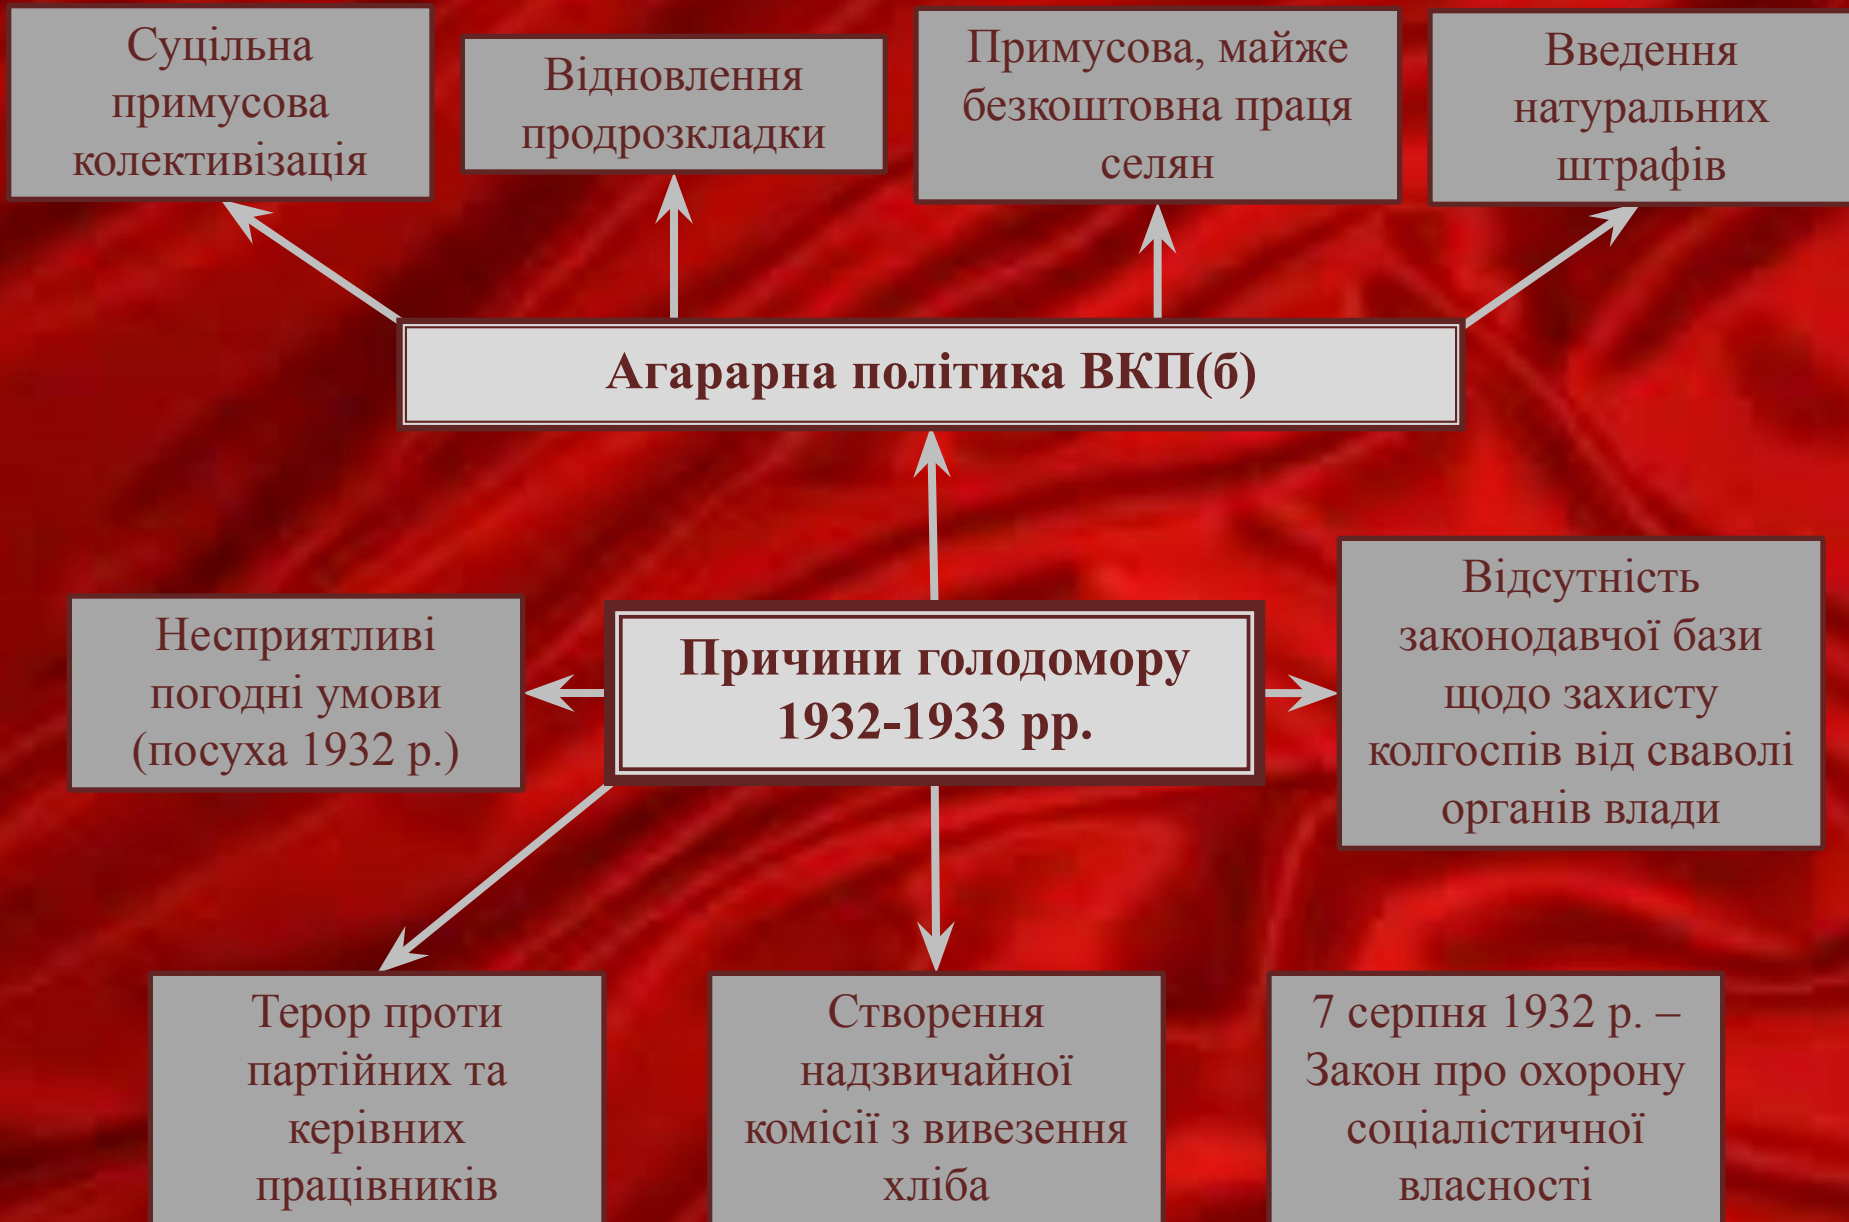 Суцільна
примусова
колективізація
Відновлення
продрозкладки
Примусова, майже
безкоштовна праця
селян
Введення
натуральних
штрафів
Агарарна політика ВКП(б)
Несприятливі
погодні умови
(посуха 1932 р.)
Причини голодомору
1932-1933 рр.
Відсутність
законодавчої бази
щодо захисту
колгоспів від сваволі
органів влади
Терор проти
партійних та
керівних
працівників
Створення
надзвичайної
комісії з вивезення
хліба
7 серпня 1932 р. –
Закон про охорону
соціалістичної
власності